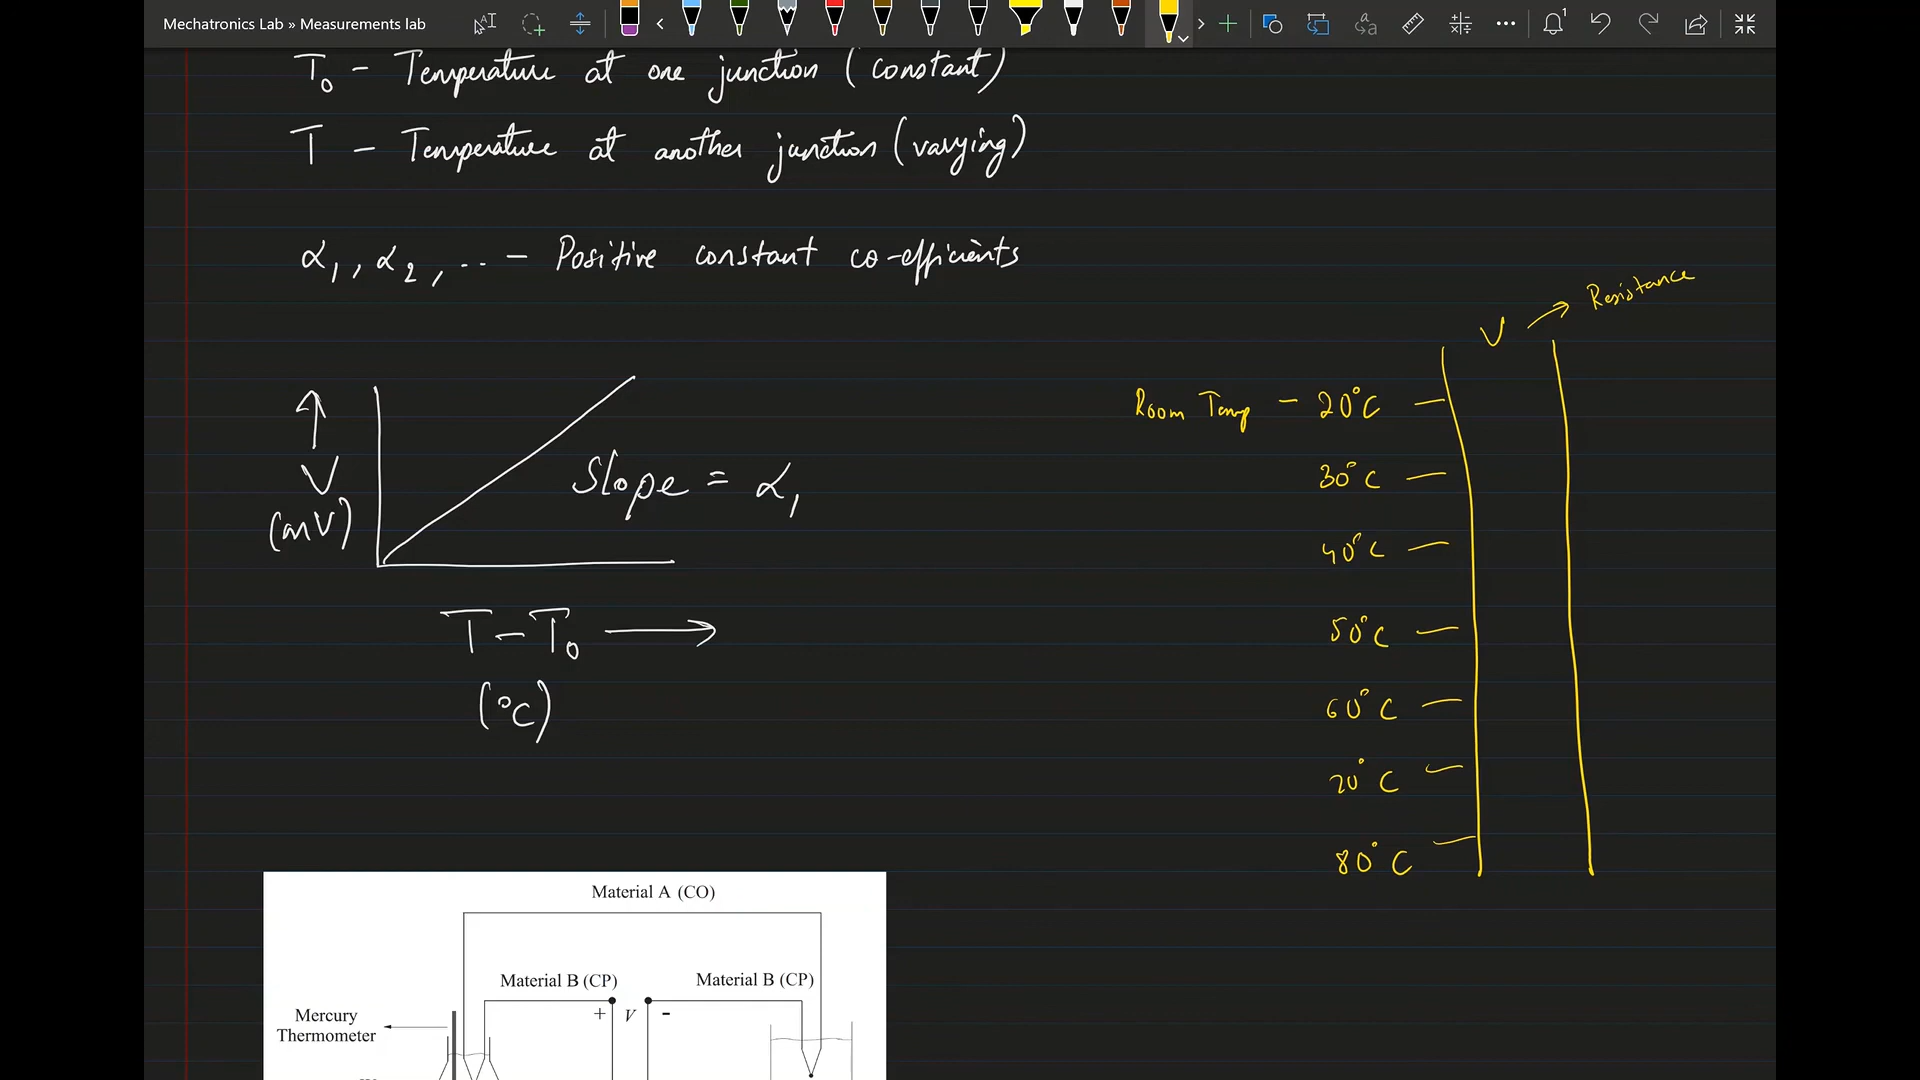 Mechatronics Lab » Measurements lab
T₀ - Temperature at one junction (constant)
T - Temperature at another junction (varying)
α₁, α₂, .. - Positive constant co-efficients
V → Resistance
Room Temp - 20°C
30°C
40°C
50°C
60°C
20°C
80°C
V
(mV)
Slope = α₁
T - T₀ →
(°C)
Material A (CO)
Material B (CP)
Material B (CP)
+ V -
Mercury
Thermometer